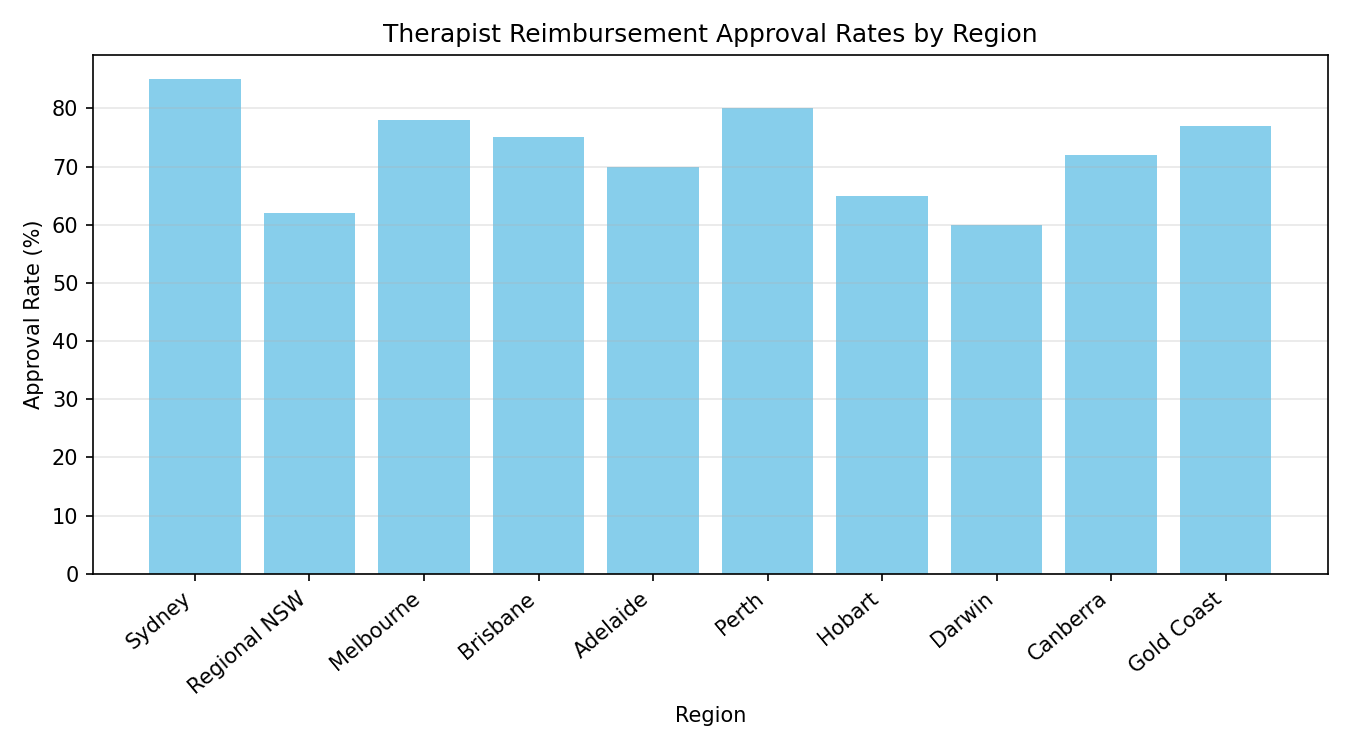 Therapist Reimbursement Approval Rates by Region
Approval Rate (%)
80
70
60
50
40
30
20
10
0
Sydney
Regional NSW
Melbourne
Brisbane
Adelaide
Perth
Hobart
Darwin
Canberra
Gold Coast
Region